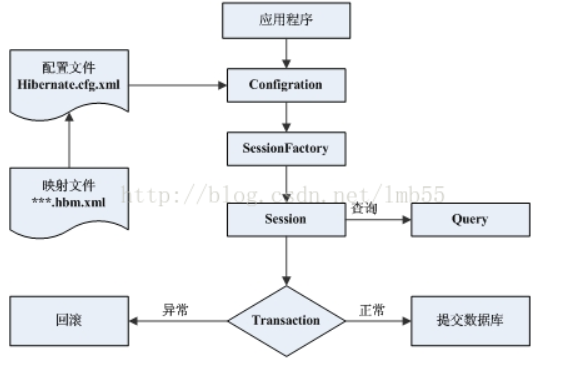 应用程序
配置文件
Hibernate.cfg.xml
Configration
SessionFactory
映射文件
***.hbm.xml
http://blog.csdn.net/lmb55
Session
查询
Query
回滚
异常
Transaction
正常
提交数据库